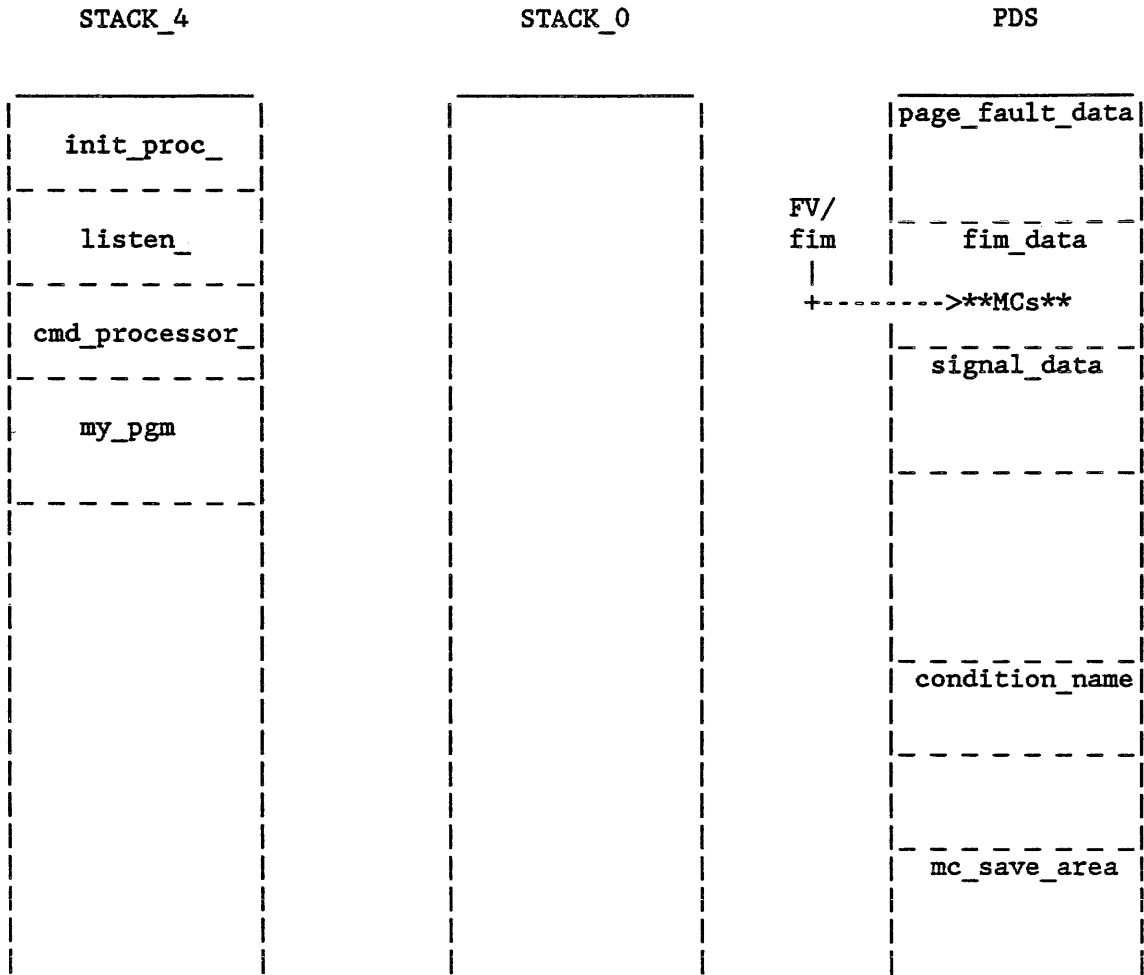 STACK_4 STACK_0 PDS
page_fault_data
init_proc_
FV/
listen_ fim fim_data
+-------->**MCs**
cmd_processor_
signal_data
my_pgm
condition_name
mc_save_area